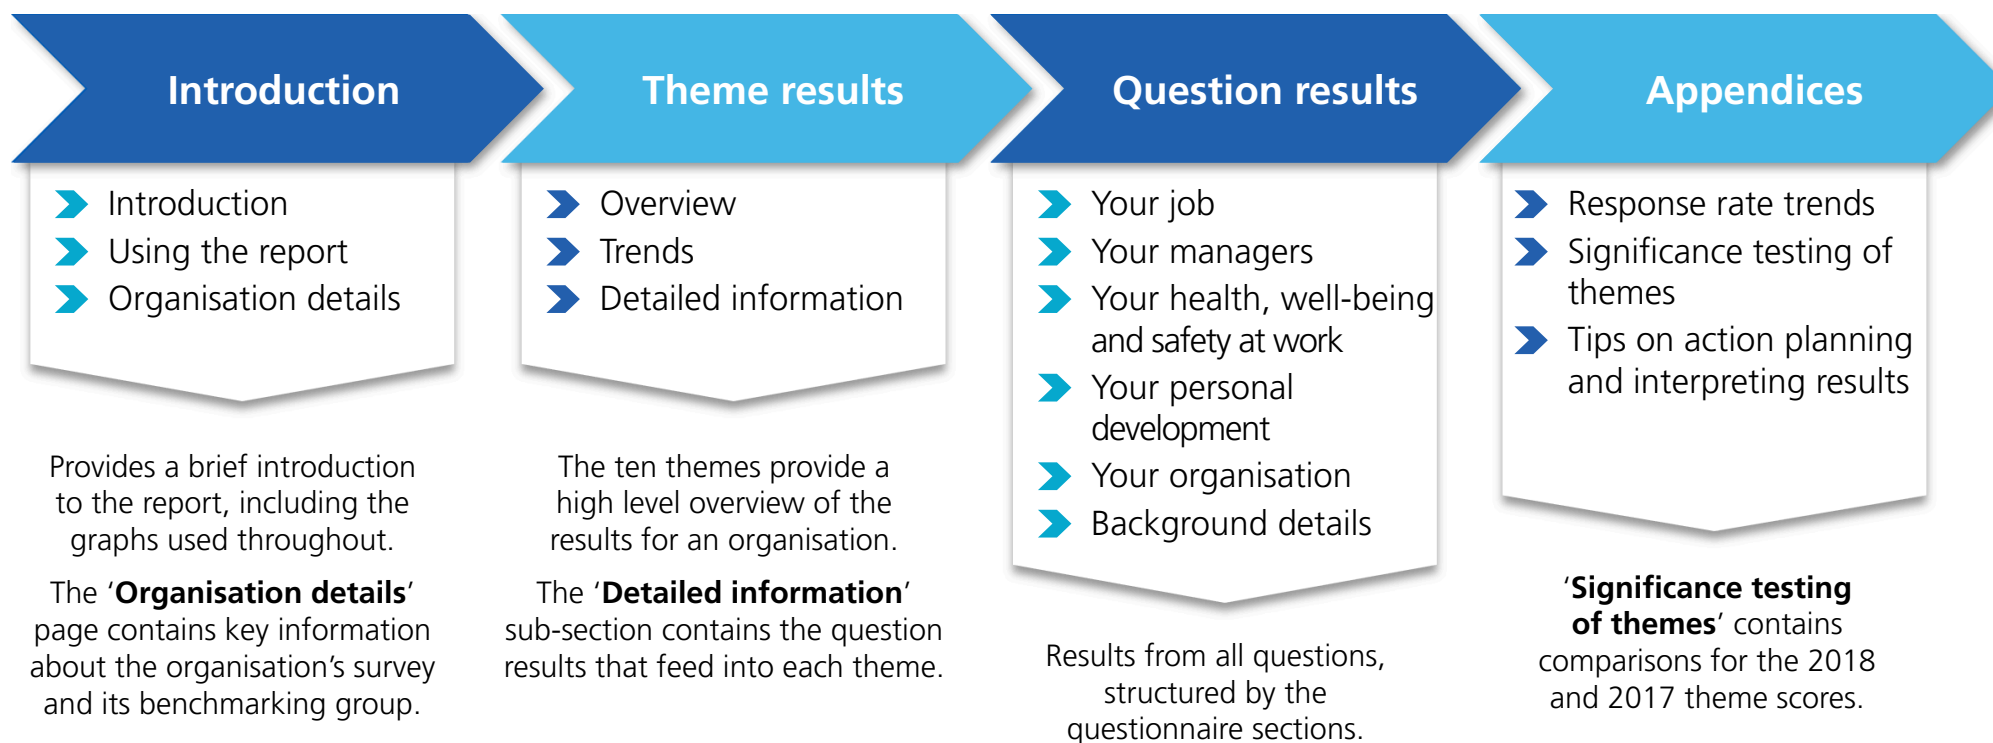 Introduction
Theme results
Question results
Appendices
Introduction
Using the report
Organisation details
Provides a brief introduction
to the report, including the
graphs used throughout.
The ‘Organisation details’
page contains key information
about the organisation’s survey
and its benchmarking group.
Overview
Trends
Detailed information
The ten themes provide a
high level overview of the
results for an organisation.
The ‘Detailed information’
sub-section contains the question
results that feed into each theme.
Your job
Your managers
Your health, well-being
and safety at work
Your personal
development
Your organisation
Background details
Results from all questions,
structured by the
questionnaire sections.
Response rate trends
Significance testing of
themes
Tips on action planning
and interpreting results
‘Significance testing
of themes’ contains
comparisons for the 2018
and 2017 theme scores.